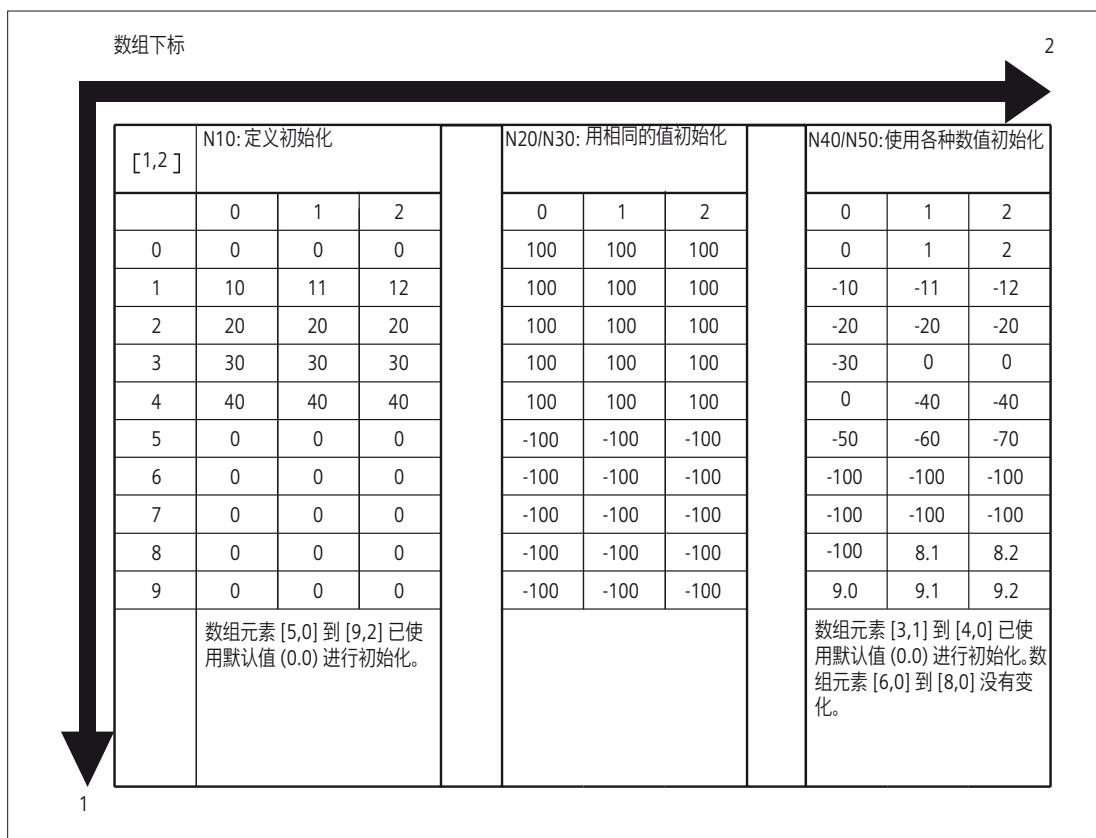 数组下标
2
[1,2 ]
N10: 定义初始化
N20/N30: 用相同的值初始化
N40/N50:使用各种数值初始化
0 1 2 0 1 2 0 1 2
0 0 0 0 100 100 100 0 1 2
1 10 11 12 100 100 100 -10 -11 -12
2 20 20 20 100 100 100 -20 -20 -20
3 30 30 30 100 100 100 -30 0 0
4 40 40 40 100 100 100 0 -40 -40
5 0 0 0 -100 -100 -100 -50 -60 -70
6 0 0 0 -100 -100 -100 -100 -100 -100
7 0 0 0 -100 -100 -100 -100 -100 -100
8 0 0 0 -100 -100 -100 -100 8.1 8.2
9 0 0 0 -100 -100 -100 9.0 9.1 9.2
数组元素 [5,0] 到 [9,2] 已使
用默认值 (0.0) 进行初始化。
数组元素 [3,1] 到 [4,0] 已使
用默认值 (0.0) 进行初始化。数
组元素 [6,0] 到 [8,0] 没有变
化。
1